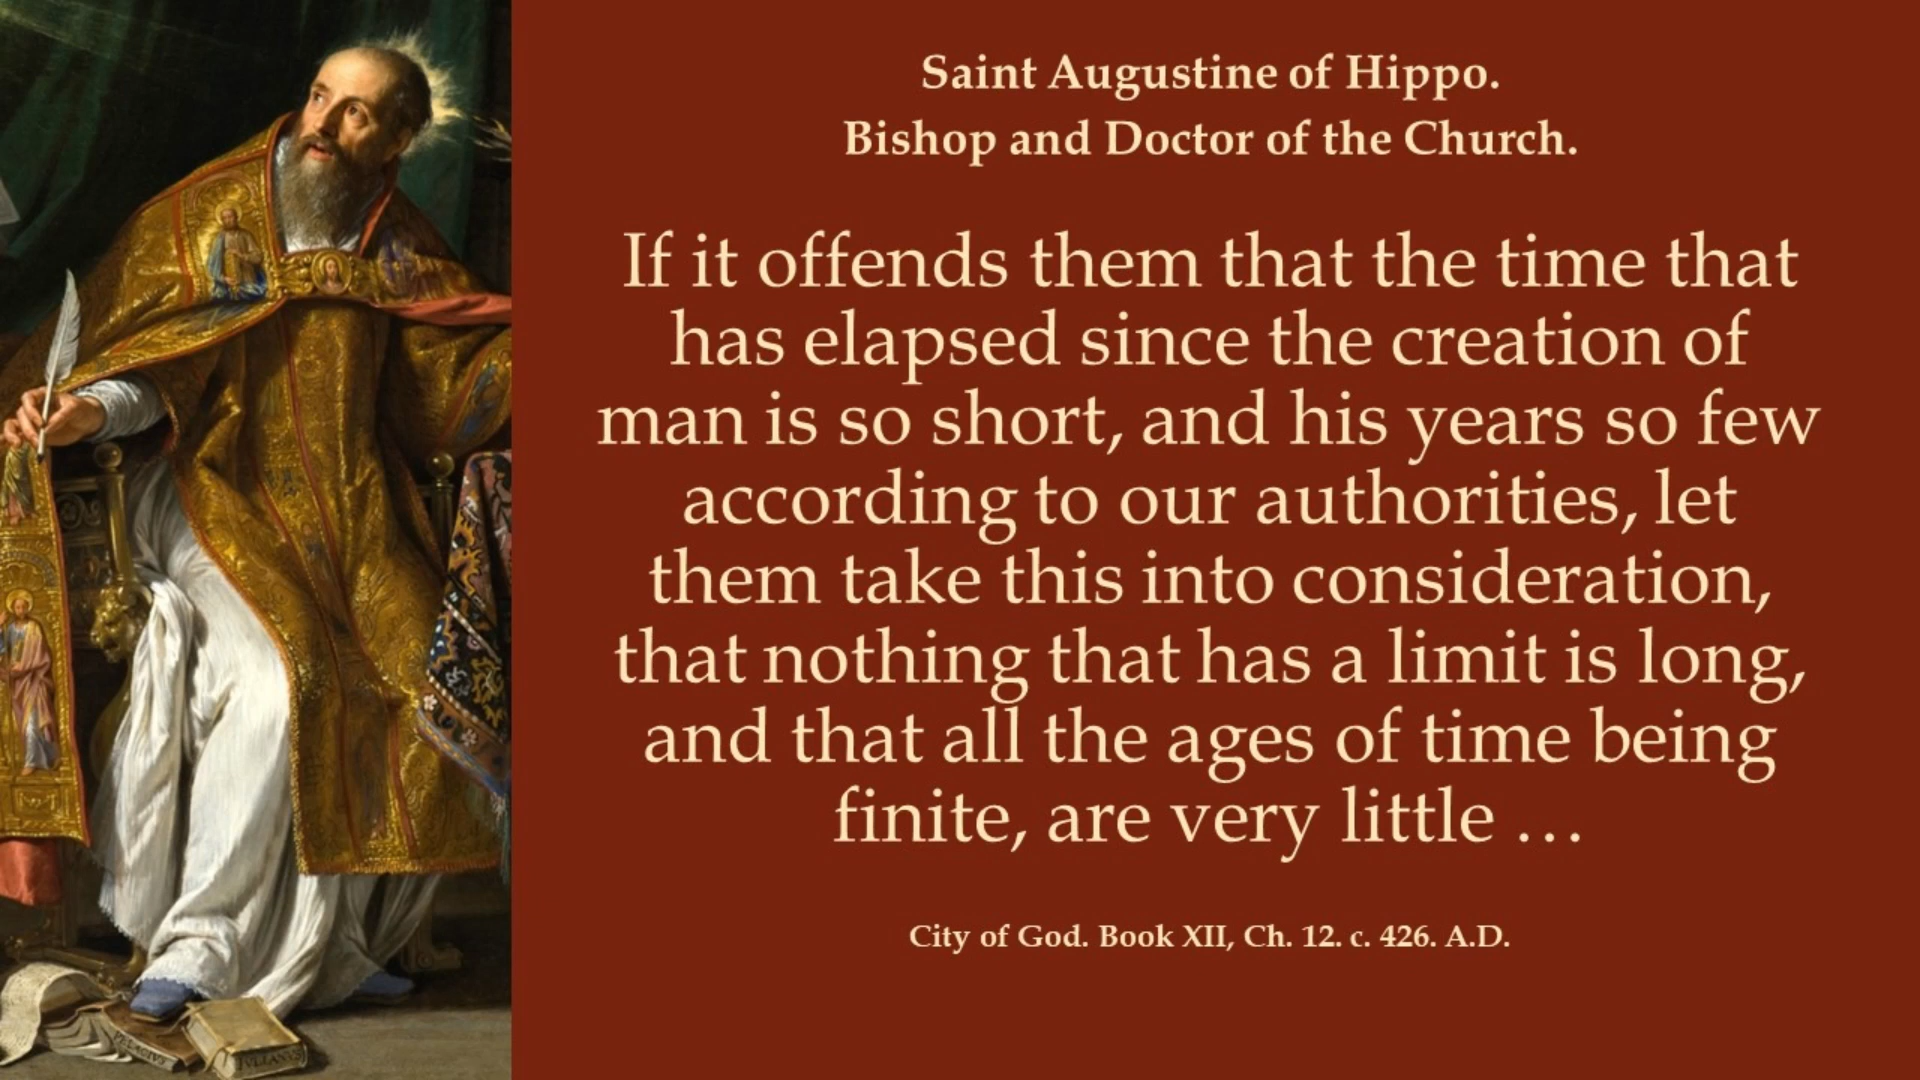 Saint Augustine of Hippo.
Bishop and Doctor of the Church.
If it offends them that the time that
has elapsed since the creation of
man is so short, and his years so few
according to our authorities, let
them take this into consideration,
that nothing that has a limit is long,
and that all the ages of time being
finite, are very little …
City of God. Book XII, Ch. 12. c. 426. A.D.
PELAGIVS
IVLIANVS